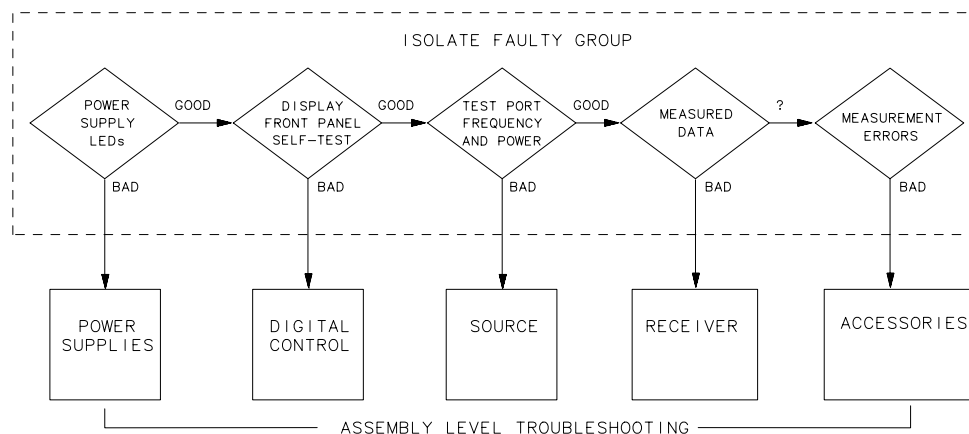 ISOLATE FAULTY GROUP
POWER
SUPPLY
LEDs
GOOD
DISPLAY
FRONT PANEL
SELF-TEST
GOOD
TEST PORT
FREQUENCY
AND POWER
GOOD
MEASURED
DATA
?
MEASUREMENT
ERRORS
BAD
BAD
BAD
BAD
BAD
POWER
SUPPLIES
DIGITAL
CONTROL
SOURCE
RECEIVER
ACCESSORIES
ASSEMBLY LEVEL TROUBLESHOOTING